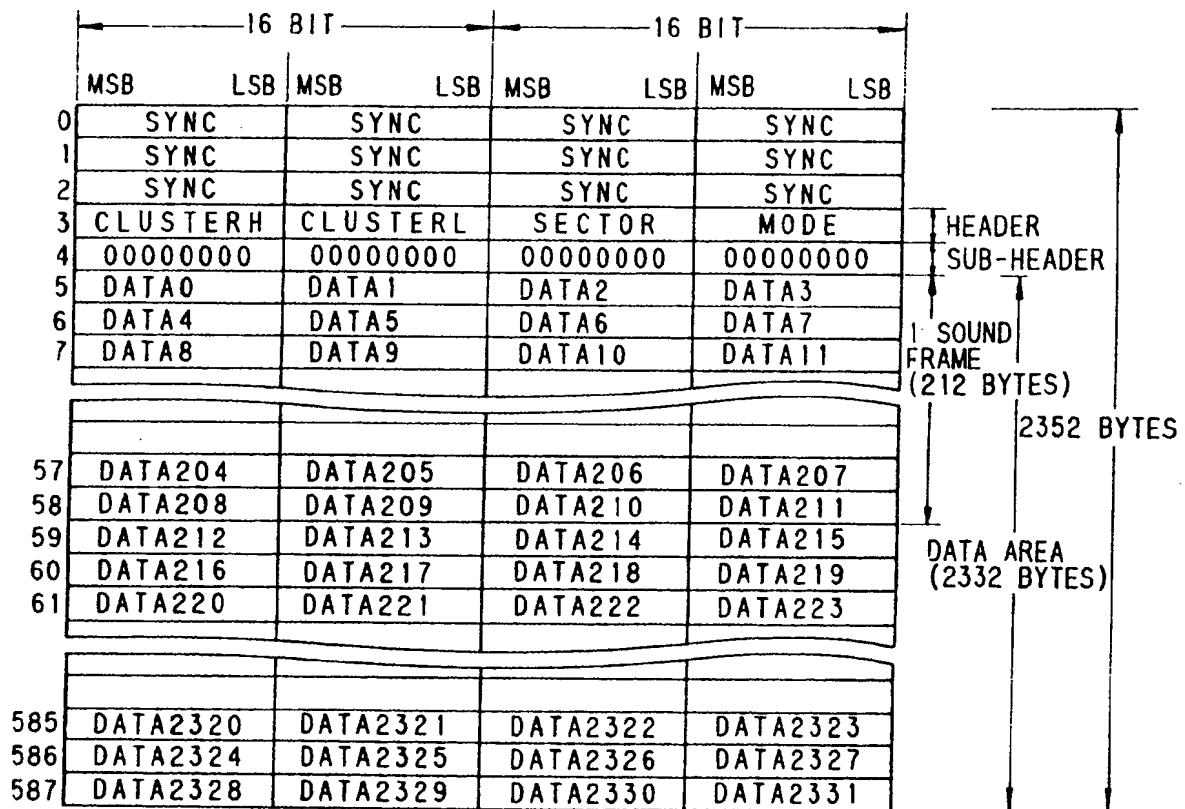 16 BIT 16 BIT
MSB LSB MSB LSB MSB LSB MSB LSB
0 SYNC SYNC SYNC SYNC
1 SYNC SYNC SYNC SYNC
2 SYNC SYNC SYNC SYNC
3 CLUSTERH CLUSTERL SECTOR MODE HEADER
4 00000000 00000000 00000000 00000000 SUB-HEADER
5 DATA0 DATA1 DATA2 DATA3
6 DATA4 DATA5 DATA6 DATA7
7 DATA8 DATA9 DATA10 DATA11
1 SOUND
FRAME
(212 BYTES)
2352 BYTES
57 DATA204 DATA205 DATA206 DATA207
58 DATA208 DATA209 DATA210 DATA211
59 DATA212 DATA213 DATA214 DATA215
60 DATA216 DATA217 DATA218 DATA219
61 DATA220 DATA221 DATA222 DATA223
DATA AREA
(2332 BYTES)
585 DATA2320 DATA2321 DATA2322 DATA2323
586 DATA2324 DATA2325 DATA2326 DATA2327
587 DATA2328 DATA2329 DATA2330 DATA2331